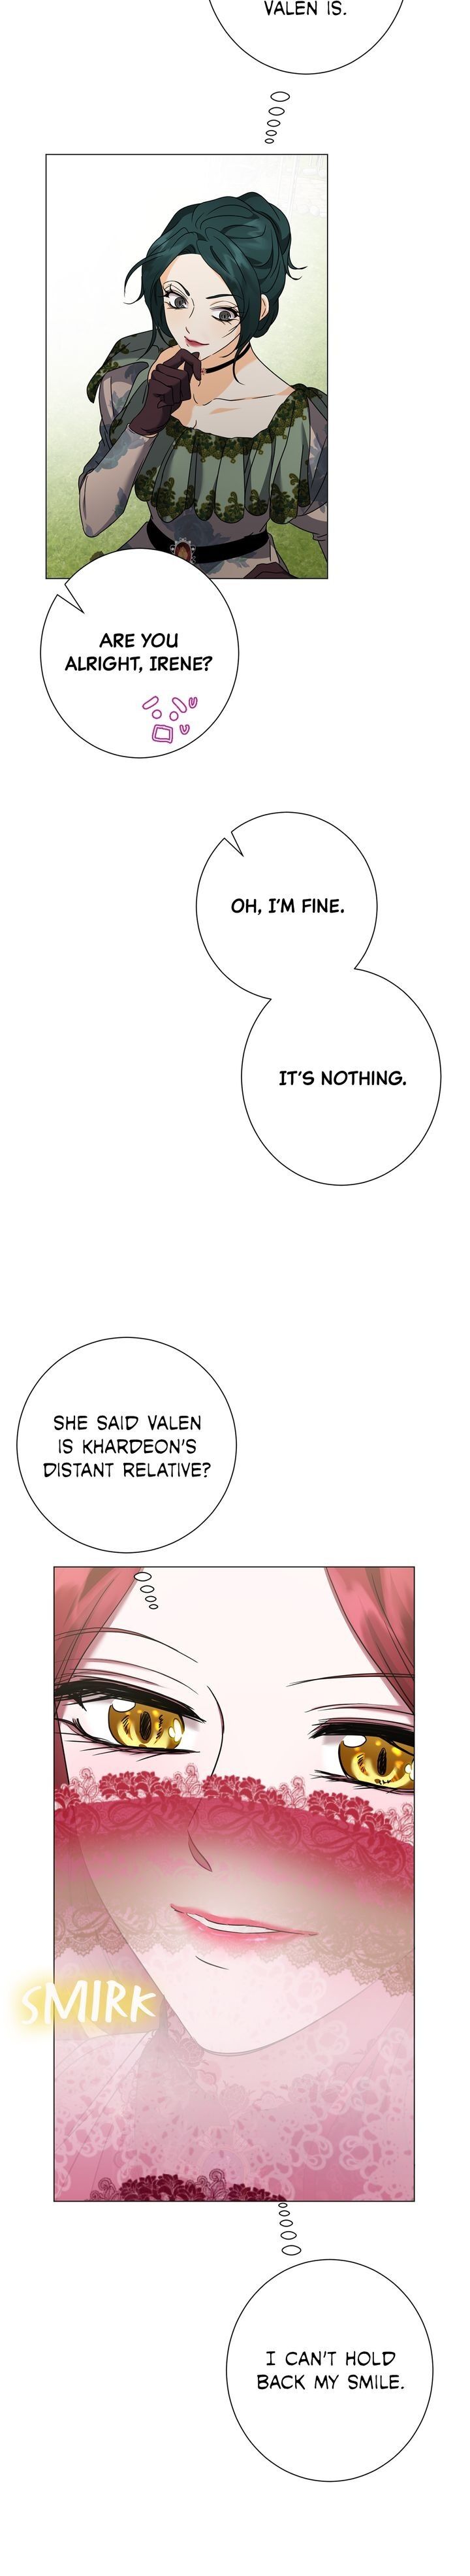 VALEN IS.
ARE YOU
ALRIGHT, IRENE?
OH, I'M FINE.
IT'S NOTHING.
SHE SAID VALEN
IS KHARDEON'S
DISTANT RELATIVE?
SMIRK
I CAN'T HOLD
BACK MY SMILE.